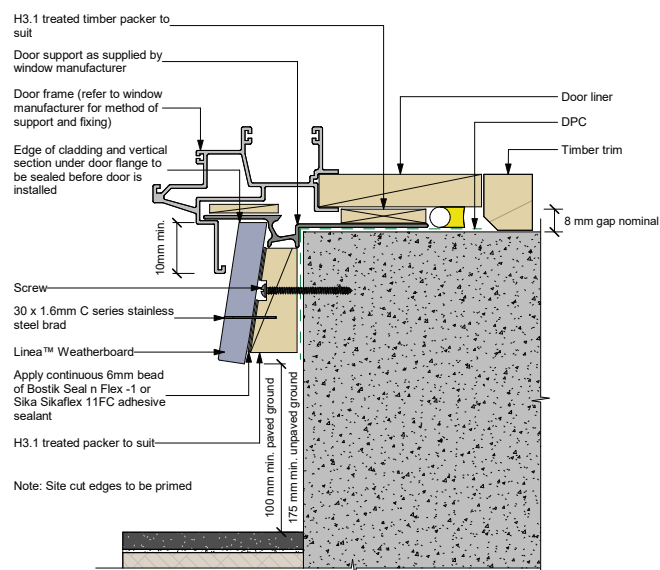 H3.1 treated timber packer to
suit
Door support as supplied by
window manufacturer
Door frame (refer to window
manufacturer for method of
support and fixing)
Edge of cladding and vertical
section under door flange to
be sealed before door is
installed
10mm min.
Screw
30 x 1.6mm C series stainless
steel brad
Linea™ Weatherboard
Apply continuous 6mm bead
of Bostik Seal n Flex -1 or
Sika Sikaflex 11FC adhesive
sealant
H3.1 treated packer to suit
Note: Site cut edges to be primed
100 mm min. paved ground
175 mm min. unpaved ground
Door liner
DPC
Timber trim
8 mm gap nominal